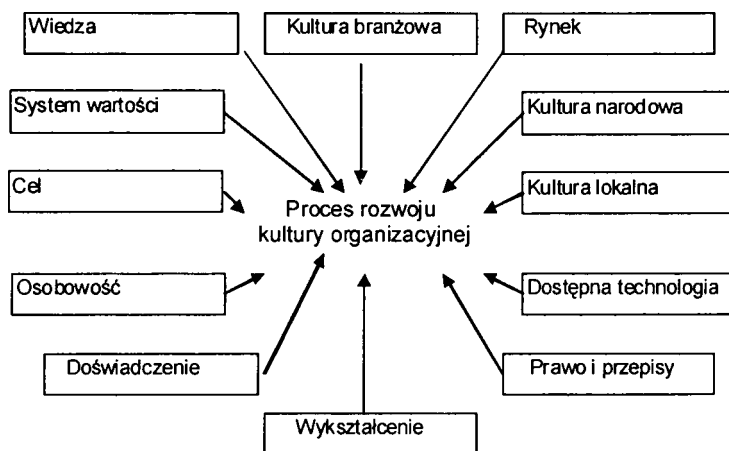 Wiedza
Kultura branżowa
Rynek
System wartości
Kultura narodowa
Cel
Kultura lokalna
Proces rozwoju
kultury organizacyjnej
Osobowość
Dostępna technologia
Doświadczenie
Prawo i przepisy
Wykształcenie